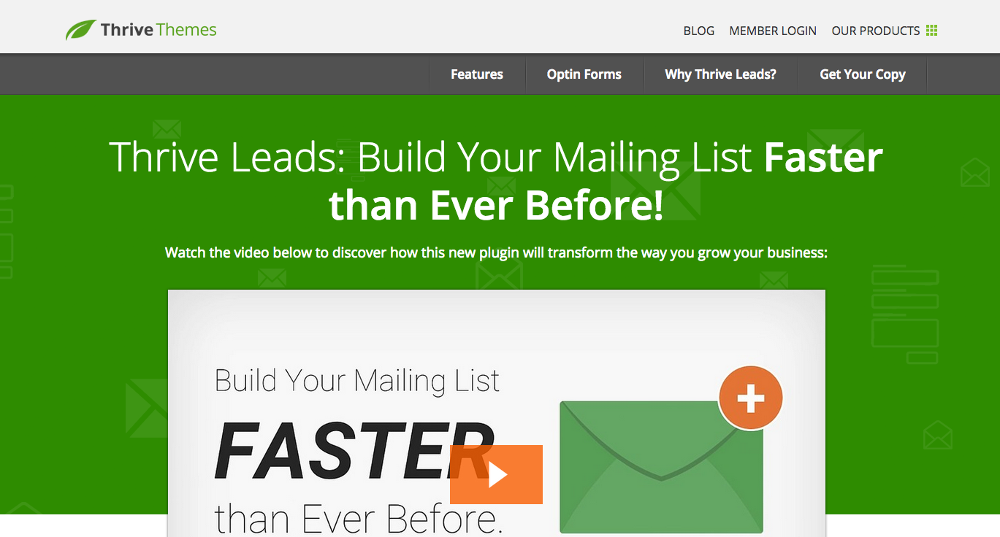 Thrive Themes
BLOG MEMBER LOGIN OUR PRODUCTS
Features Optin Forms Why Thrive Leads? Get Your Copy
Thrive Leads: Build Your Mailing List Faster
than Ever Before!
Watch the video below to discover how this new plugin will transform the way you grow your business:
Build Your Mailing List
FASTER
than Ever Before.